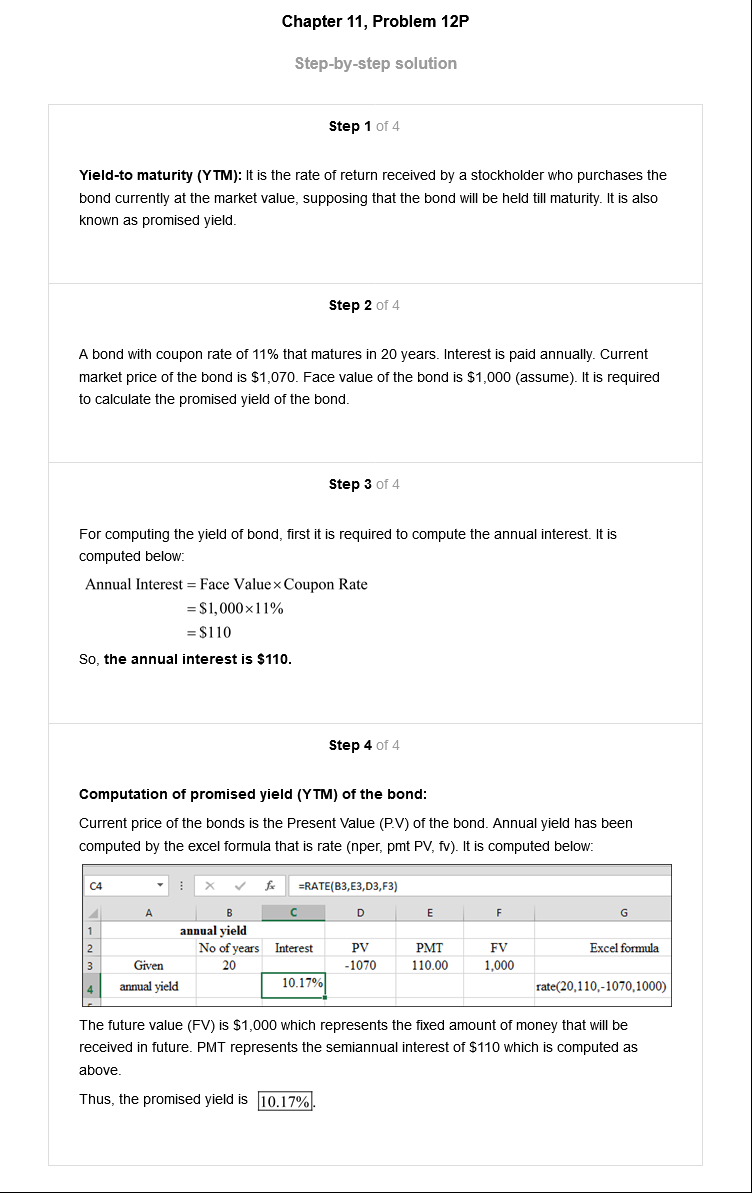 Chapter 11, Problem 12P
Step-by-step solution
Step 1 of 4
Yield-to maturity (YTM): It is the rate of return received by a stockholder who purchases the
bond currently at the market value, supposing that the bond will be held till maturity. It is also
known as promised yield.
Step 2 of 4
A bond with coupon rate of 11% that matures in 20 years. Interest is paid annually. Current
market price of the bond is $1,070. Face value of the bond is $1,000 (assume). It is required
to calculate the promised yield of the bond.
Step 3 of 4
For computing the yield of bond, first it is required to compute the annual interest. It is
computed below:
Annual Interest = Face Value×Coupon Rate
= $1,000×11%
= $110
So, the annual interest is $110.
Step 4 of 4
Computation of promised yield (YTM) of the bond:
Current price of the bonds is the Present Value (P.V) of the bond. Annual yield has been
computed by the excel formula that is rate (nper, pmt PV, fv). It is computed below:
C4 fx =RATE(B3,E3,D3,F3)
A B C D E F G
1 annual yield
2 No of years Interest PV PMT FV Excel formula
3 Given 20 -1070 110.00 1,000
4 annual yield 10.17% rate(20,110,-1070,1000)
The future value (FV) is $1,000 which represents the fixed amount of money that will be
received in future. PMT represents the semiannual interest of $110 which is computed as
above.
Thus, the promised yield is 10.17%.